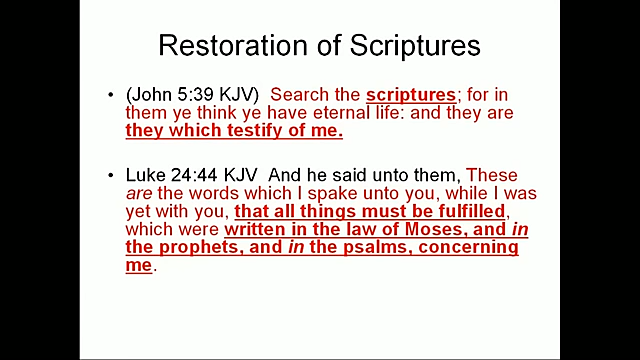 Restoration of Scriptures
• (John 5:39 KJV) Search the scriptures; for in
them ye think ye have eternal life: and they are
they which testify of me.
• Luke 24:44 KJV And he said unto them, These
are the words which I spake unto you, while I was
yet with you, that all things must be fulfilled,
which were written in the law of Moses, and in
the prophets, and in the psalms, concerning
me.